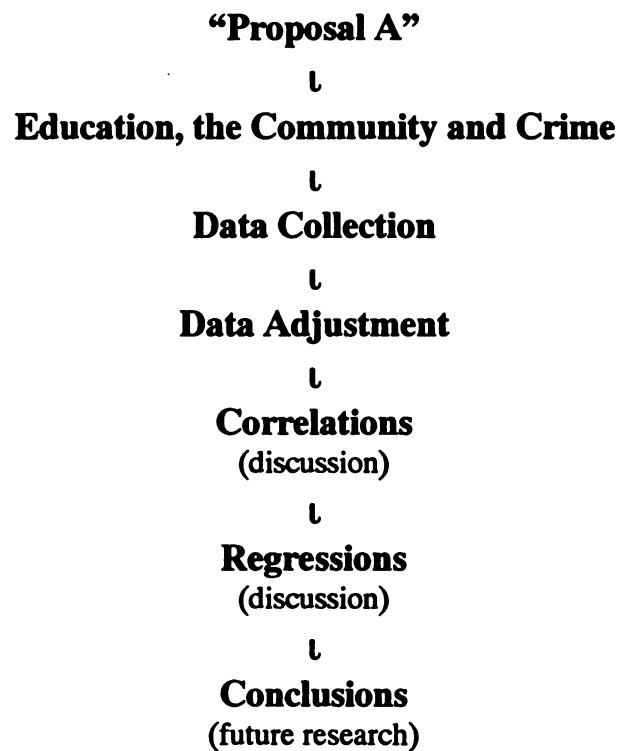 “Proposal A”
ɩ
Education, the Community and Crime
ɩ
Data Collection
ɩ
Data Adjustment
ɩ
Correlations
(discussion)
ɩ
Regressions
(discussion)
ɩ
Conclusions
(future research)